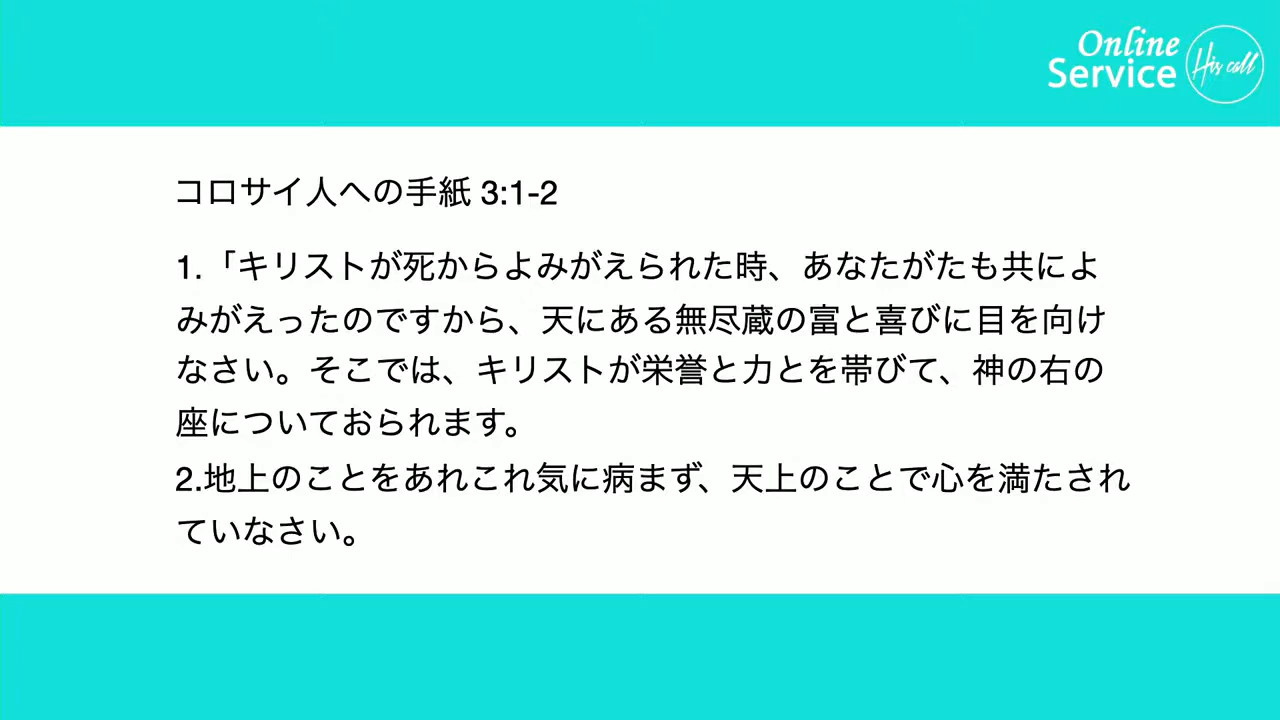 Online
Service
His call
コロサイ人への手紙 3:1-2
1.「キリストが死からよみがえられた時、あなたがたも共によ
みがえったのですから、天にある無尽蔵の富と喜びに目を向け
なさい。そこでは、キリストが栄誉と力とを帯びて、神の右の
座についておられます。
2.地上のことをあれこれ気に病まず、天上のことで心を満たされ
ていなさい。